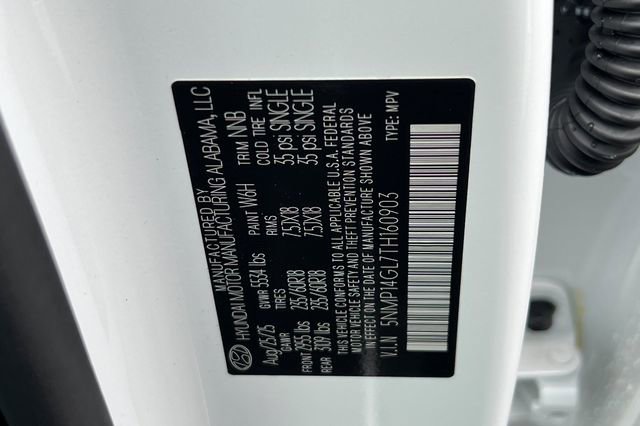 MANUFACTURED BY
HYUNDAI MOTOR MANUFACTURING ALABAMA, LLC
Aug/25/25 GVWR 5534 lbs PAINT W6H TRIM NNB
GAWR TIRES RIMS COLD TIRE INFL
FRONT 2955 lbs 235/60R18 7.5JX18 35 psi SINGLE
REAR 3109 lbs 235/60R18 7.5JX18 35 psi SINGLE
THIS VEHICLE CONFORMS TO ALL APPLICABLE U.S.A. FEDERAL
MOTOR VEHICLE SAFETY AND THEFT PREVENTION STANDARDS
IN EFFECT ON THE DATE OF MANUFACTURE SHOWN ABOVE
V.I.N 5NMP14GL7TH160903 TYPE: MPV